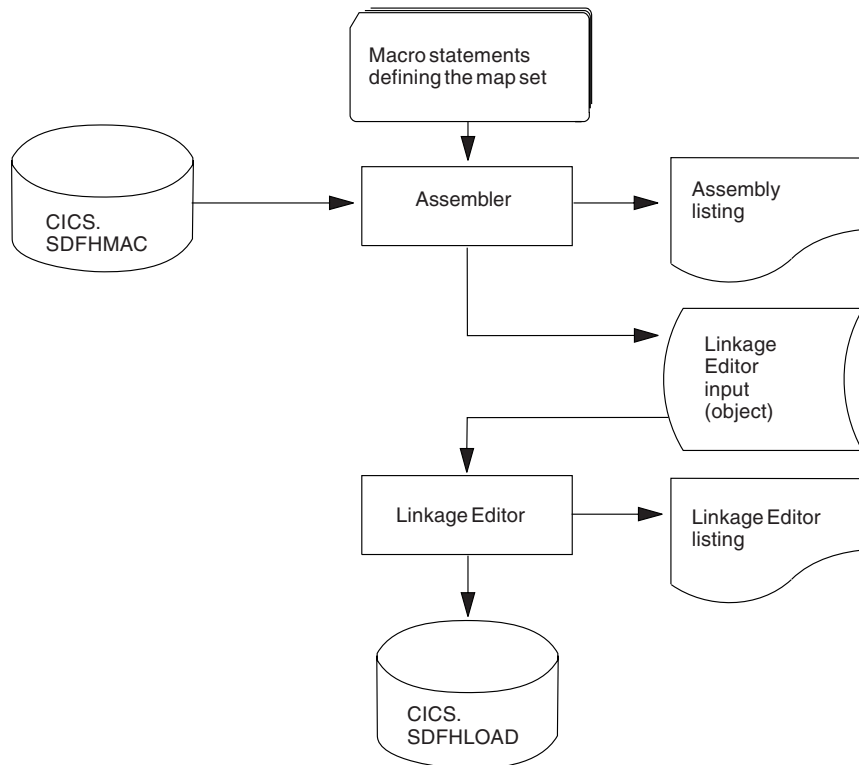 Macro statements
defining the map set
Assembler
Assembly
listing
CICS.
SDFHMAC
Linkage
Editor
input
(object)
Linkage Editor
Linkage Editor
listing
CICS.
SDFHLOAD